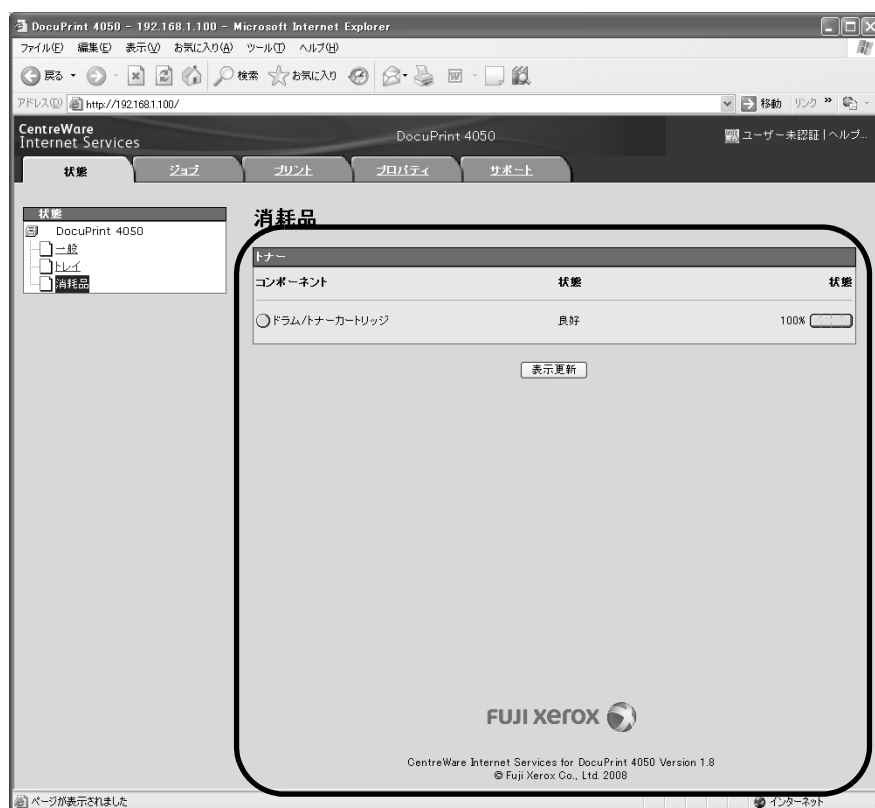 DocuPrint 4050 - 192.168.1.100 - Microsoft Internet Explorer
ファイル(F) 編集(E) 表示(V) お気に入り(A) ツール(T) ヘルプ(H)
戻る 検索 お気に入り
アドレス(D) http://192.168.1.100/ 移動 リンク »
CentreWare
Internet Services
DocuPrint 4050
ユーザー未認証 | ヘルプ...
状態 ジョブ プリント プロパティ サポート
状態
DocuPrint 4050
一般
トレイ
消耗品
消耗品
トナー
コンポーネント 状態 状態
ドラム/トナーカートリッジ 良好 100%
表示更新
FUJI xerox
CentreWare Internet Services for DocuPrint 4050 Version 1.8
© Fuji Xerox Co., Ltd. 2008
ページが表示されました インターネット